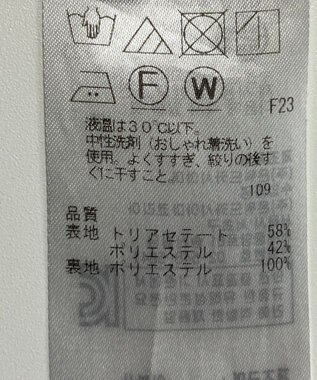 F W
F23
液温は30℃以下。
中性洗剤（おしゃれ着洗い）を
使用。よくすすぎ、絞りの後す
ぐに干すこと。
109
品質
表地 トリアセテート 58%
ポリエステル 42%
裏地 ポリエステル 100%